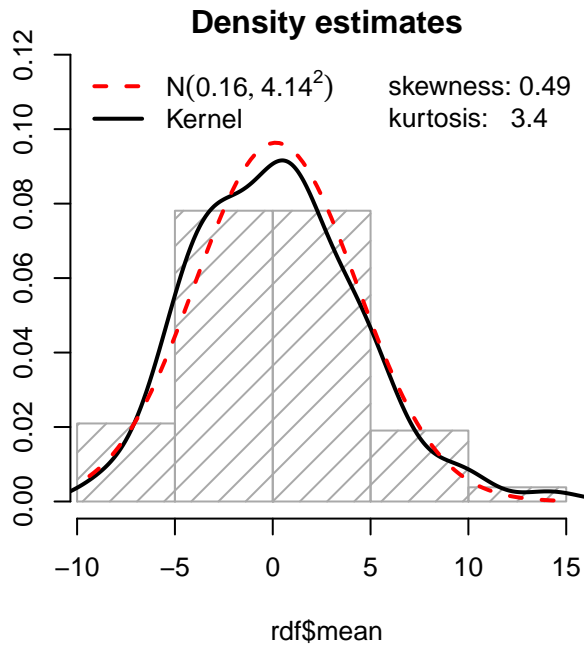 Density estimates
N(0.16, 4.14²) skewness: 0.49
Kernel kurtosis: 3.4
0.12
0.10
0.08
0.06
0.04
0.02
0.00
−10 −5 0 5 10 15
rdf$mean